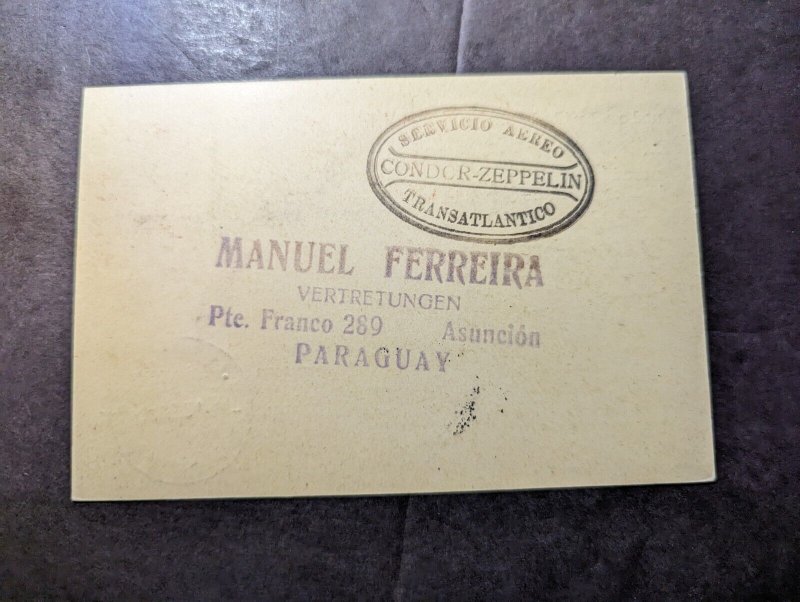 SERVICIO AEREO
CONDOR-ZEPPELIN
TRANSATLANTICO
MANUEL FERREIRA
VERTRETUNGEN
Pte. Franco 289 Asunción
PARAGUAY